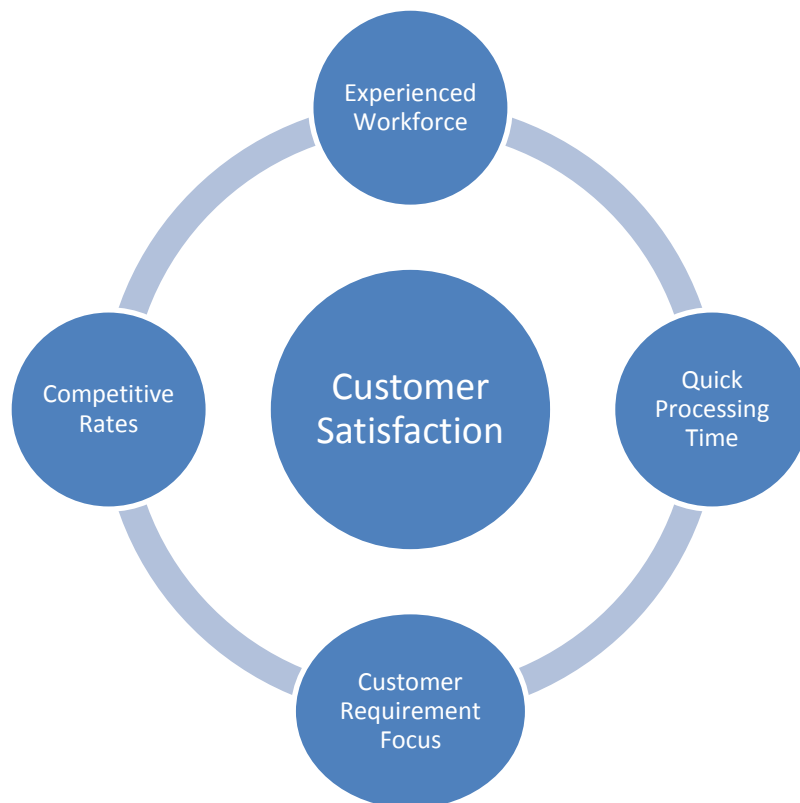 Experienced
Workforce
Competitive
Rates
Customer
Satisfaction
Quick
Processing
Time
Customer
Requirement
Focus